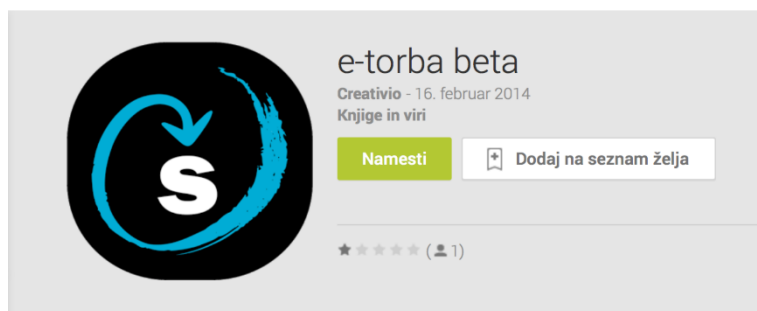 e-torba beta
Creativio - 16. februar 2014
Knjige in viri
Namesti
Dodaj na seznam želja
s
(1)